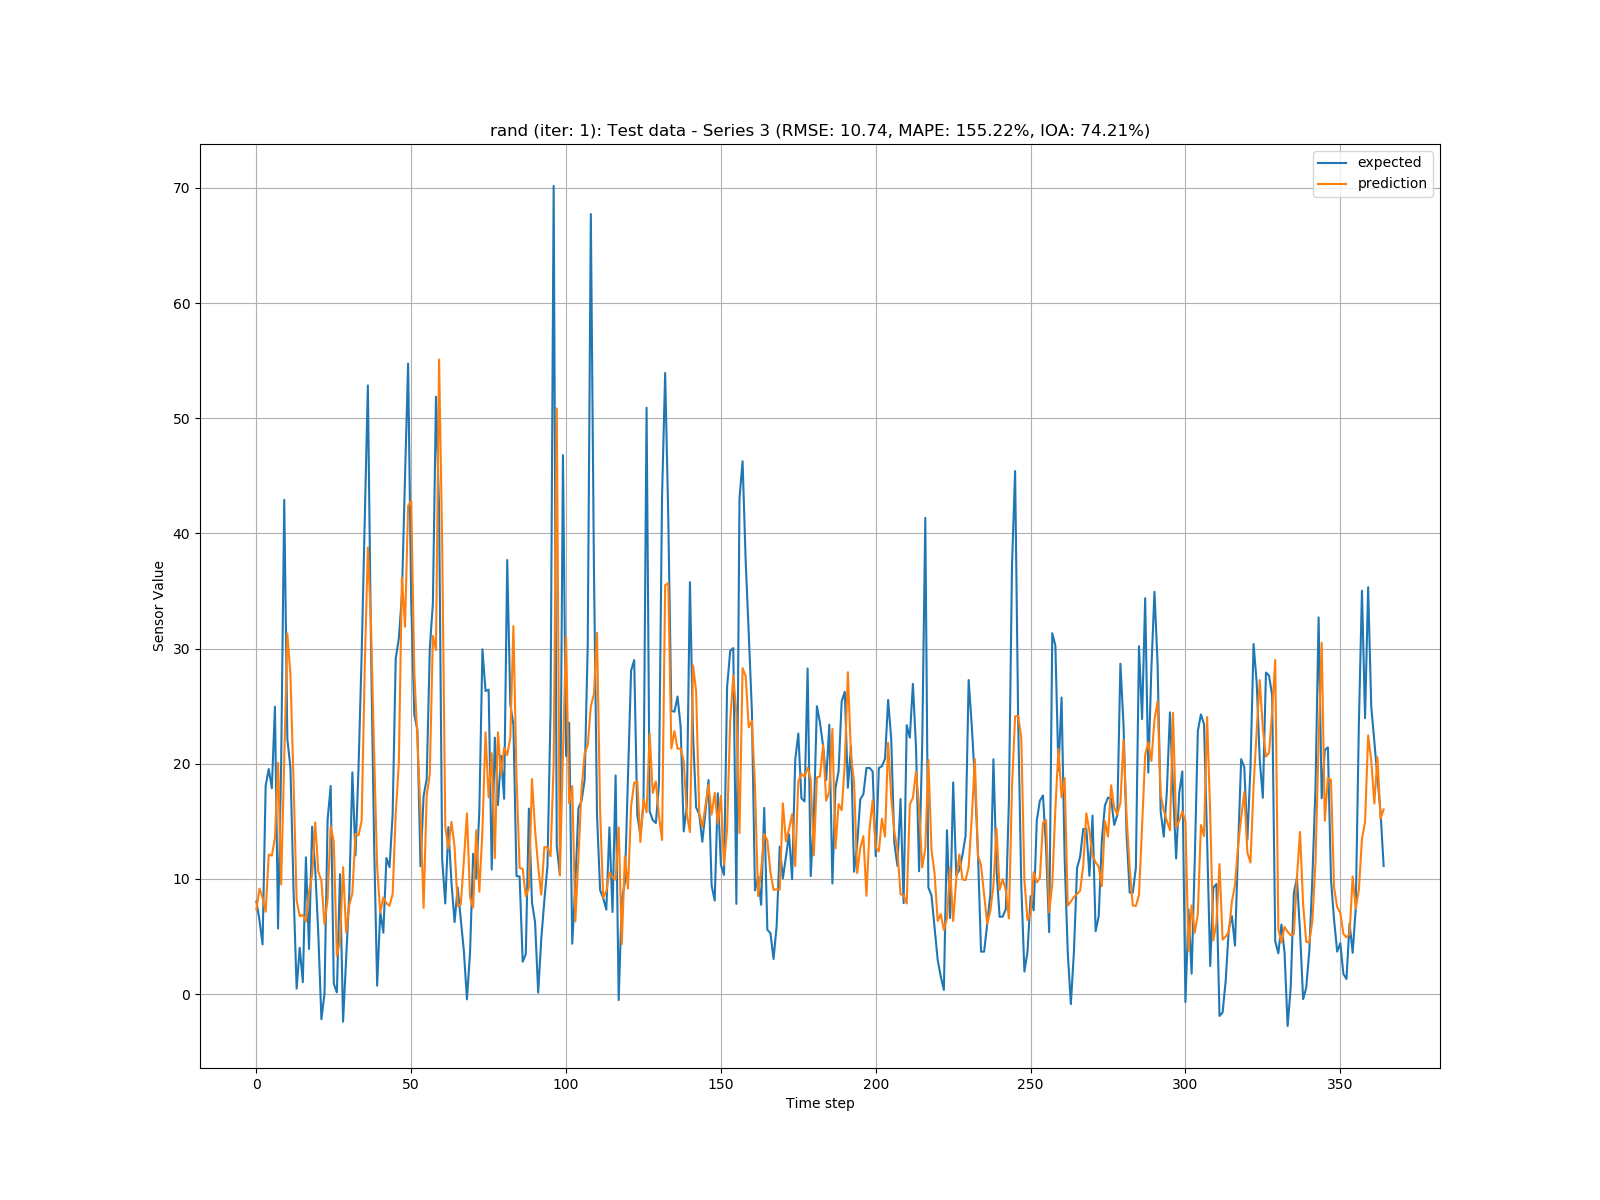 rand (iter: 1): Test data - Series 3 (RMSE: 10.74, MAPE: 155.22%, IOA: 74.21%)
expected
prediction
70
60
50
40
30
20
10
0
Sensor Value
0 50 100 150 200 250 300 350
Time step